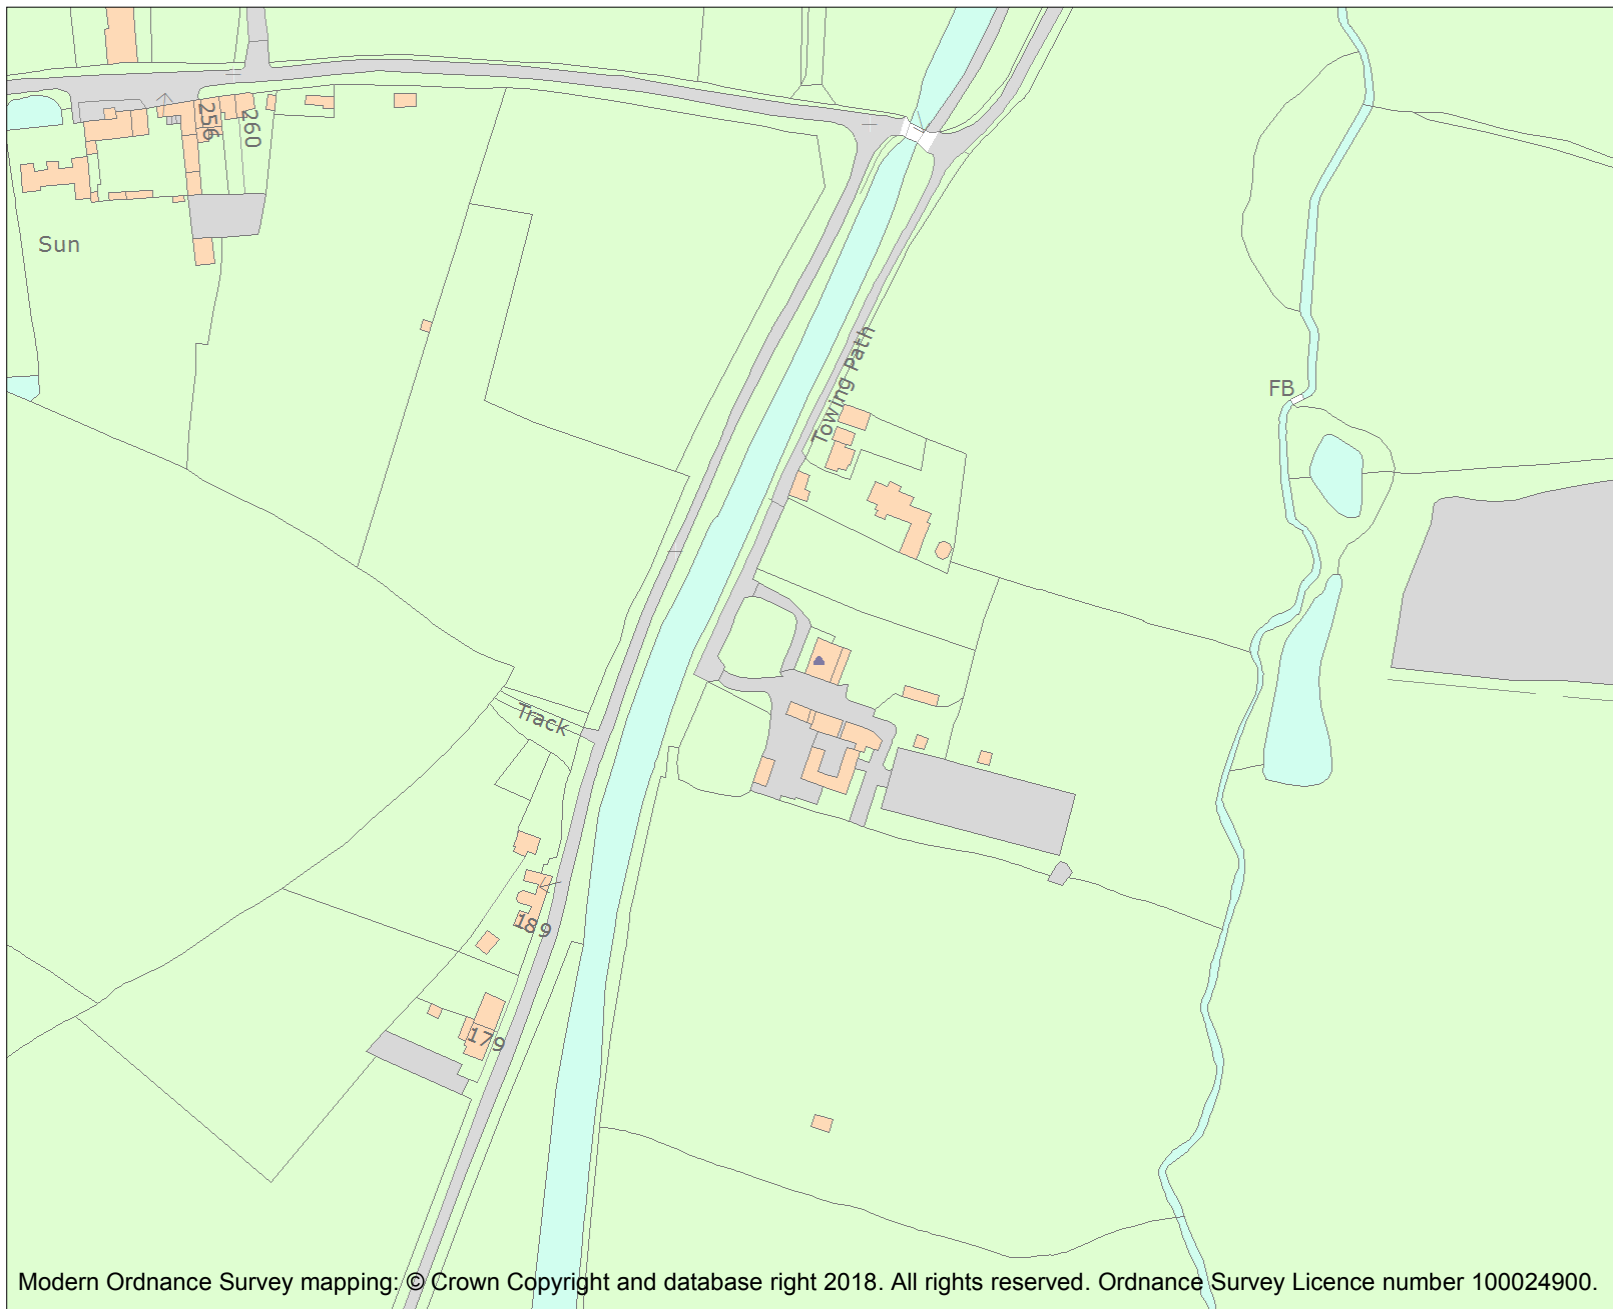 256
260
Sun
Towing Path
FB
Track
189
179
Modern Ordnance Survey mapping: © Crown Copyright and database right 2018. All rights reserved. Ordnance Survey Licence number 100024900.